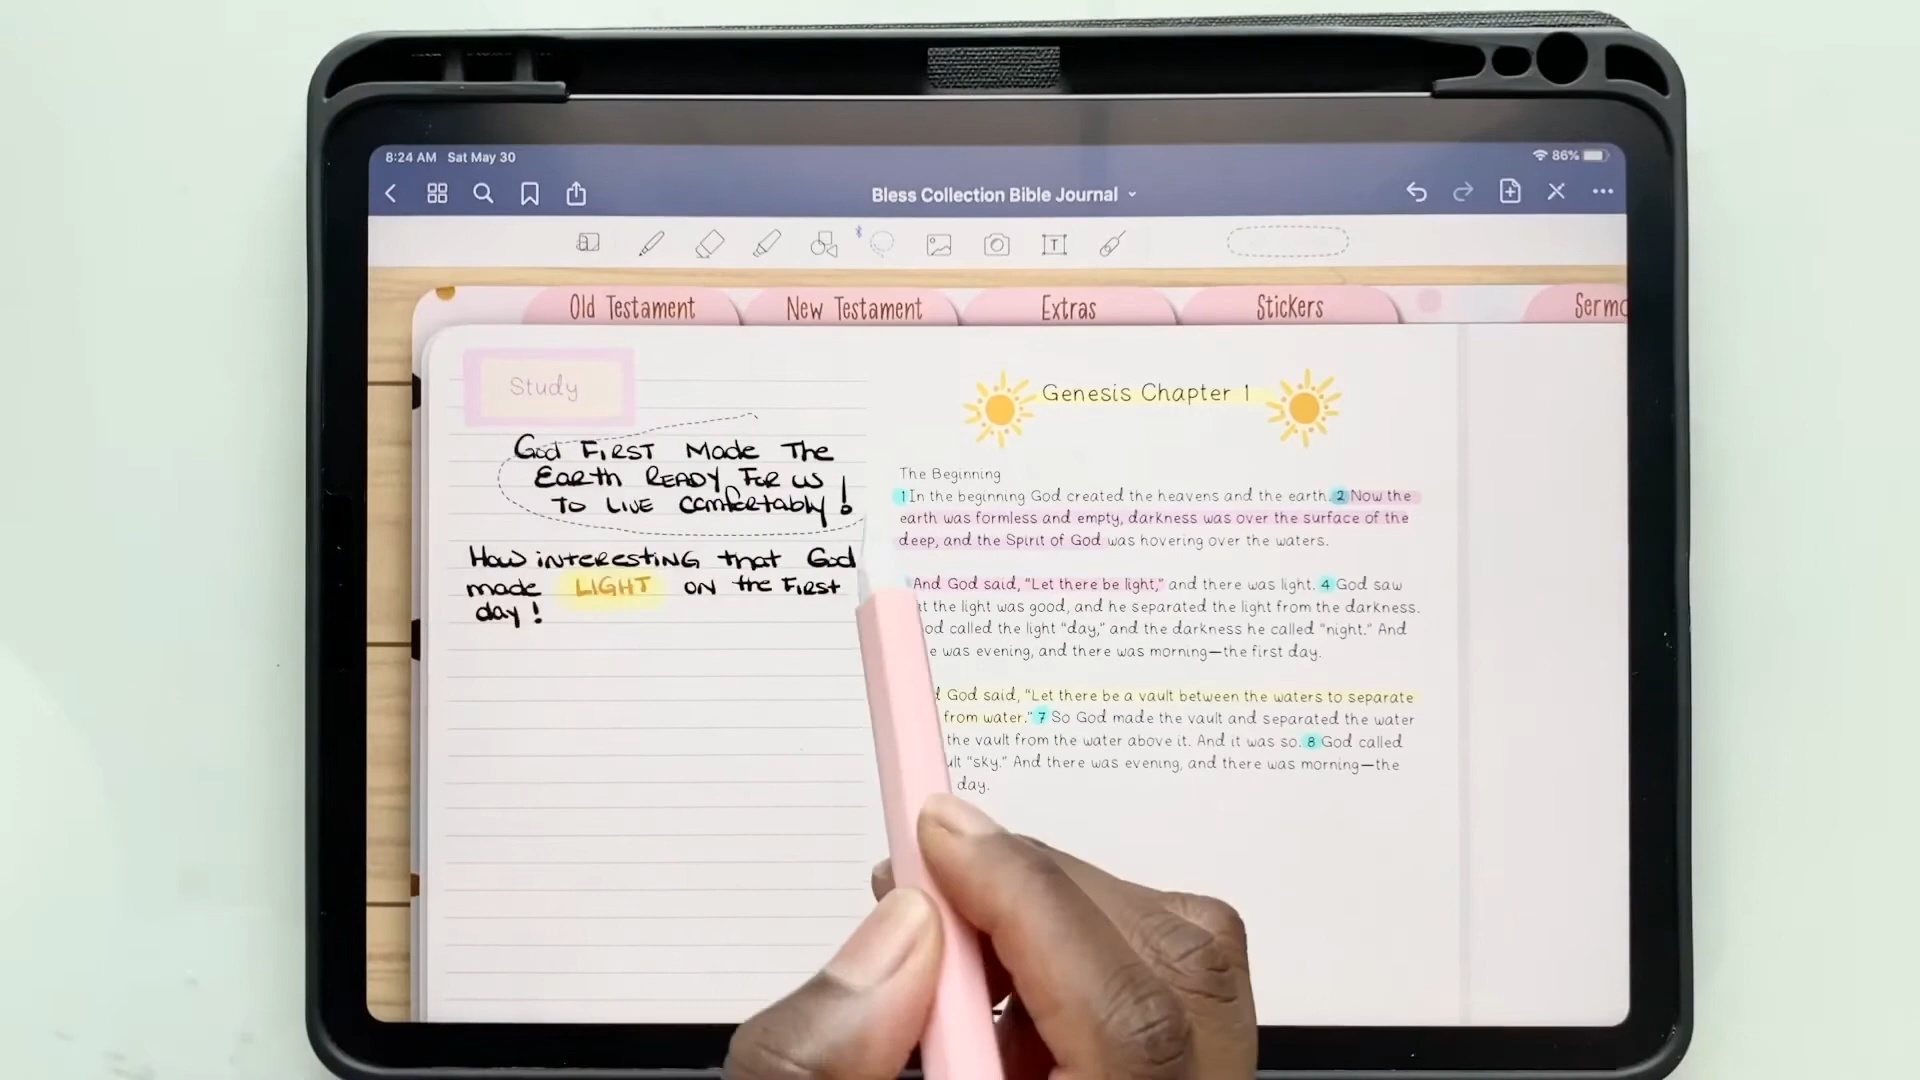 8:24 AM Sat May 30
86%
Bless Collection Bible Journal
Old Testament New Testament Extras Stickers Sermo
Study
God First Made The
Earth Ready For us
To Live Comfortably!
How interesting that God
made LIGHT on the First
day!
Genesis Chapter 1
The Beginning
1 In the beginning God created the heavens and the earth. 2 Now the
earth was formless and empty, darkness was over the surface of the
deep, and the Spirit of God was hovering over the waters.
And God said, “Let there be light,” and there was light. 4 God saw
the light was good, and he separated the light from the darkness.
called the light “day,” and the darkness he called “night.” And
was evening, and there was morning—the first day.
God said, “Let there be a vault between the waters to separate
from water.” 7 So God made the vault and separated the water
the vault from the water above it. And it was so. 8 God called
“sky.” And there was evening, and there was morning—the
day.